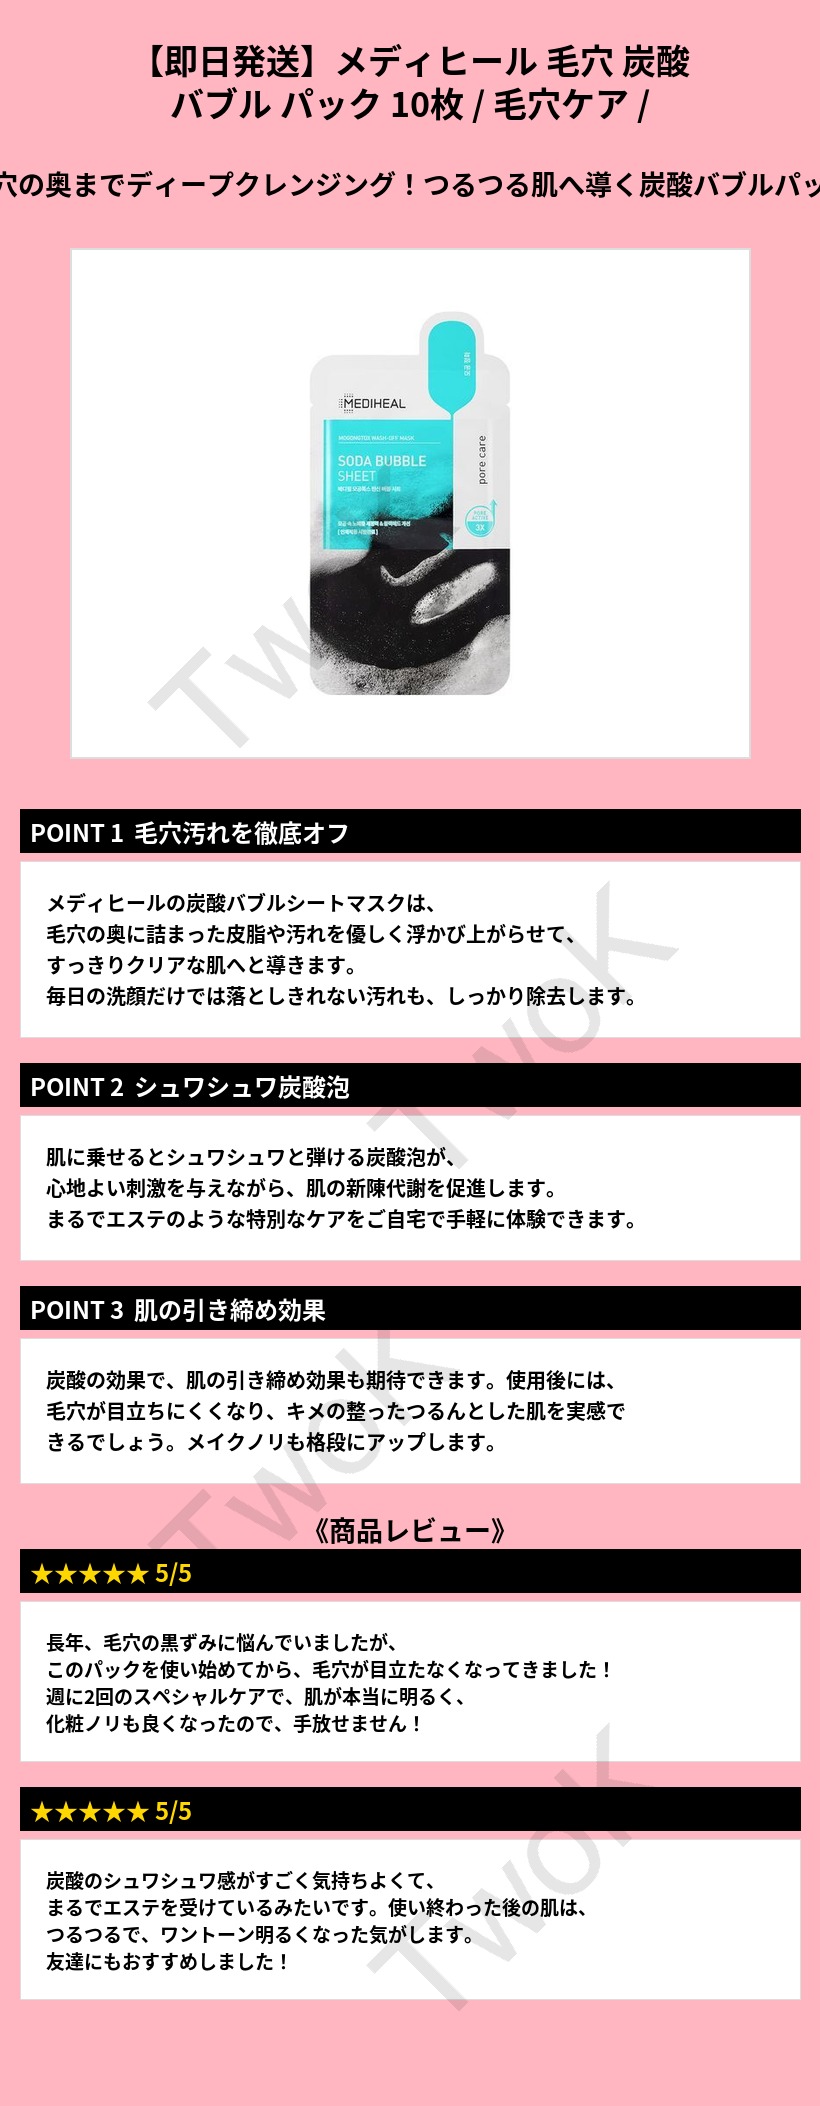 【即日発送】メディヒール 毛穴 炭酸
バブル パック 10枚 / 毛穴ケア /
穴の奥までディープクレンジング！つるつる肌へ導く炭酸バブルパッ
모공 정화
MEDIHEAL
MOGONGTOX WASH-OFF MASK
SODA BUBBLE
SHEET
메디힐 모공톡스 탄산 버블 시트
pore care
PORE
ACTIVE
3X
TwoK
POINT 1 毛穴汚れを徹底オフ
メディヒールの炭酸バブルシートマスクは、
毛穴の奥に詰まった皮脂や汚れを優しく浮かび上がらせて、
すっきりクリアな肌へと導きます。
毎日の洗顔だけでは落としきれない汚れも、しっかり除去します。
TwoK
POINT 2 シュワシュワ炭酸泡
肌に乗せるとシュワシュワと弾ける炭酸泡が、
心地よい刺激を与えながら、肌の新陳代謝を促進します。
まるでエステのような特別なケアをご自宅で手軽に体験できます。
POINT 3 肌の引き締め効果
炭酸の効果で、肌の引き締め効果も期待できます。使用後には、
毛穴が目立ちにくくなり、キメの整ったつるんとした肌を実感で
きるでしょう。メイクノリも格段にアップします。
TwoK
《商品レビュー》
★★★★★ 5/5
長年、毛穴の黒ずみに悩んでいましたが、
このパックを使い始めてから、毛穴が目立たなくなってきました！
週に2回のスペシャルケアで、肌が本当に明るく、
化粧ノリも良くなったので、手放せません！
★★★★★ 5/5
炭酸のシュワシュワ感がすごく気持ちよくて、
まるでエステを受けているみたいです。使い終わった後の肌は、
つるつるで、ワントーン明るくなった気がします。
友達にもおすすめしました！
TwoK